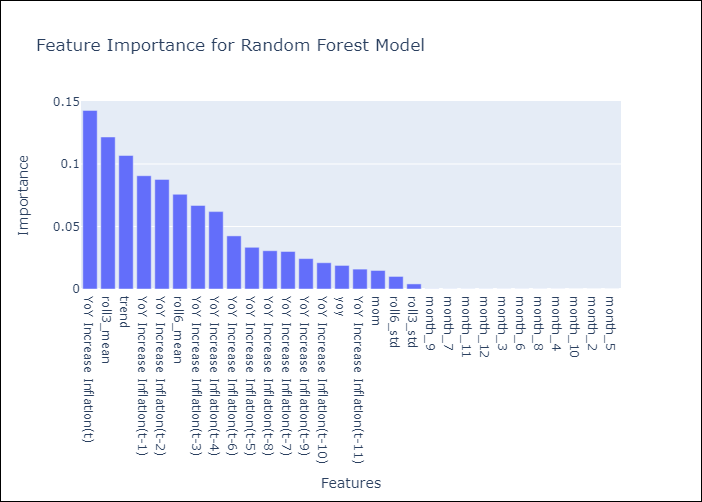 Feature Importance for Random Forest Model
0.15
0.1
0.05
0
Importance
YoY Increase Inflation(t)
roll3_mean
trend
YoY Increase Inflation(t-1)
YoY Increase Inflation(t-2)
roll6_mean
YoY Increase Inflation(t-3)
YoY Increase Inflation(t-4)
YoY Increase Inflation(t-6)
YoY Increase Inflation(t-5)
YoY Increase Inflation(t-8)
YoY Increase Inflation(t-7)
YoY Increase Inflation(t-9)
YoY Increase Inflation(t-10)
yoy
YoY Increase Inflation(t-11)
mom
roll6_std
roll3_std
month_9
month_7
month_11
month_12
month_3
month_6
month_8
month_4
month_10
month_2
month_5
Features